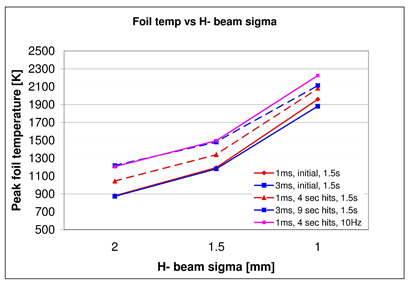 Foil temp vs H- beam sigma
Peak foil temperature [K]
2500
2300
2100
1900
1700
1500
1300
1100
900
700
500
1ms, initial, 1.5s
3ms, initial, 1.5s
1ms, 4 sec hits, 1.5s
3ms, 9 sec hits, 1.5s
1ms, 4 sec hits, 10Hz
2 1.5 1
H- beam sigma [mm]